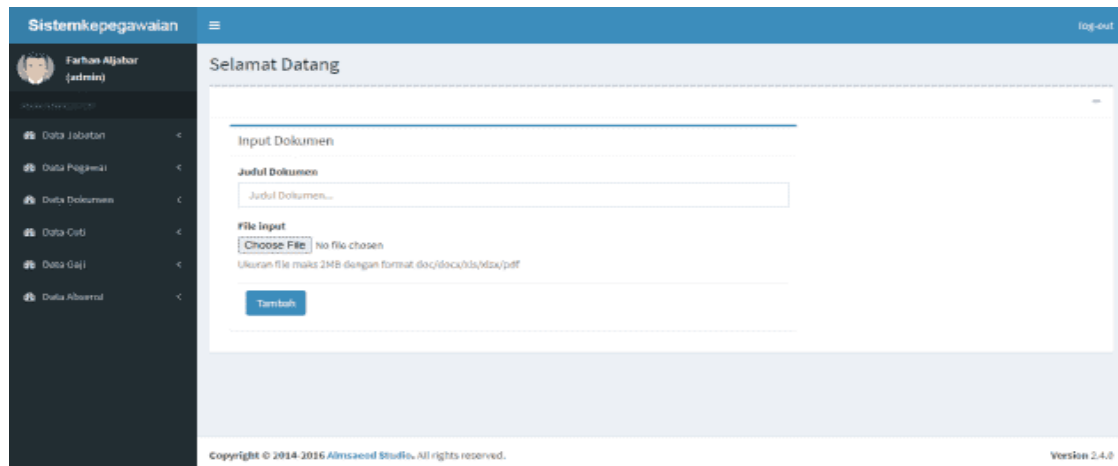 Sistemkepegawaian
log-out
Farhan Aljabar
(admin)
Selamat Datang
Data Jabatan
Data Pegawai
Data Dokumen
Data Cuti
Data Gaji
Data Absensi
Input Dokumen
Judul Dokumen
Judul Dokumen...
File input
Choose File No file chosen
Ukuran file maks 2MB dengan format doc/docx/xls/xlsx/pdf
Tambah
Copyright © 2014-2016 Almsaeed Studio. All rights reserved.
Version 2.4.0